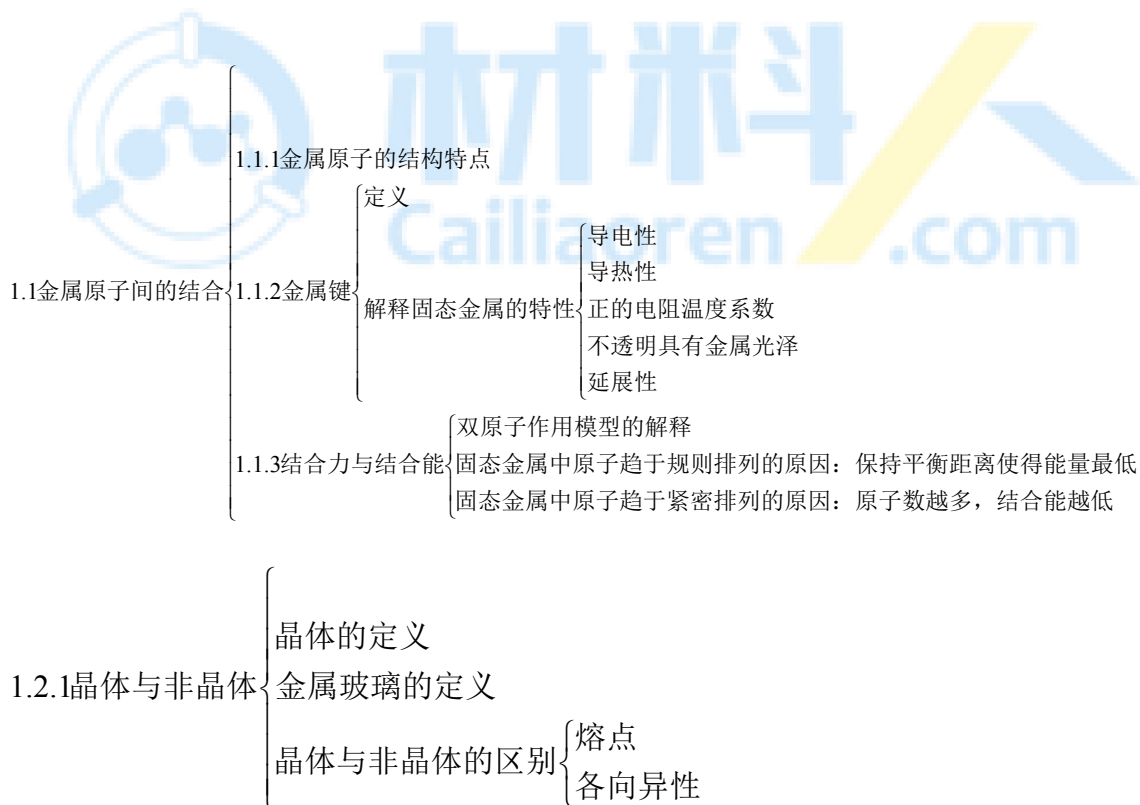 材料人
Cailiaoren.com
1.1金属原子间的结合
1.1.1金属原子的结构特点
1.1.2金属键
定义
解释固态金属的特性
导电性
导热性
正的电阻温度系数
不透明具有金属光泽
延展性
1.1.3结合力与结合能
双原子作用模型的解释
固态金属中原子趋于规则排列的原因：保持平衡距离使得能量最低
固态金属中原子趋于紧密排列的原因：原子数越多，结合能越低
1.2.1晶体与非晶体
晶体的定义
金属玻璃的定义
晶体与非晶体的区别
熔点
各向异性